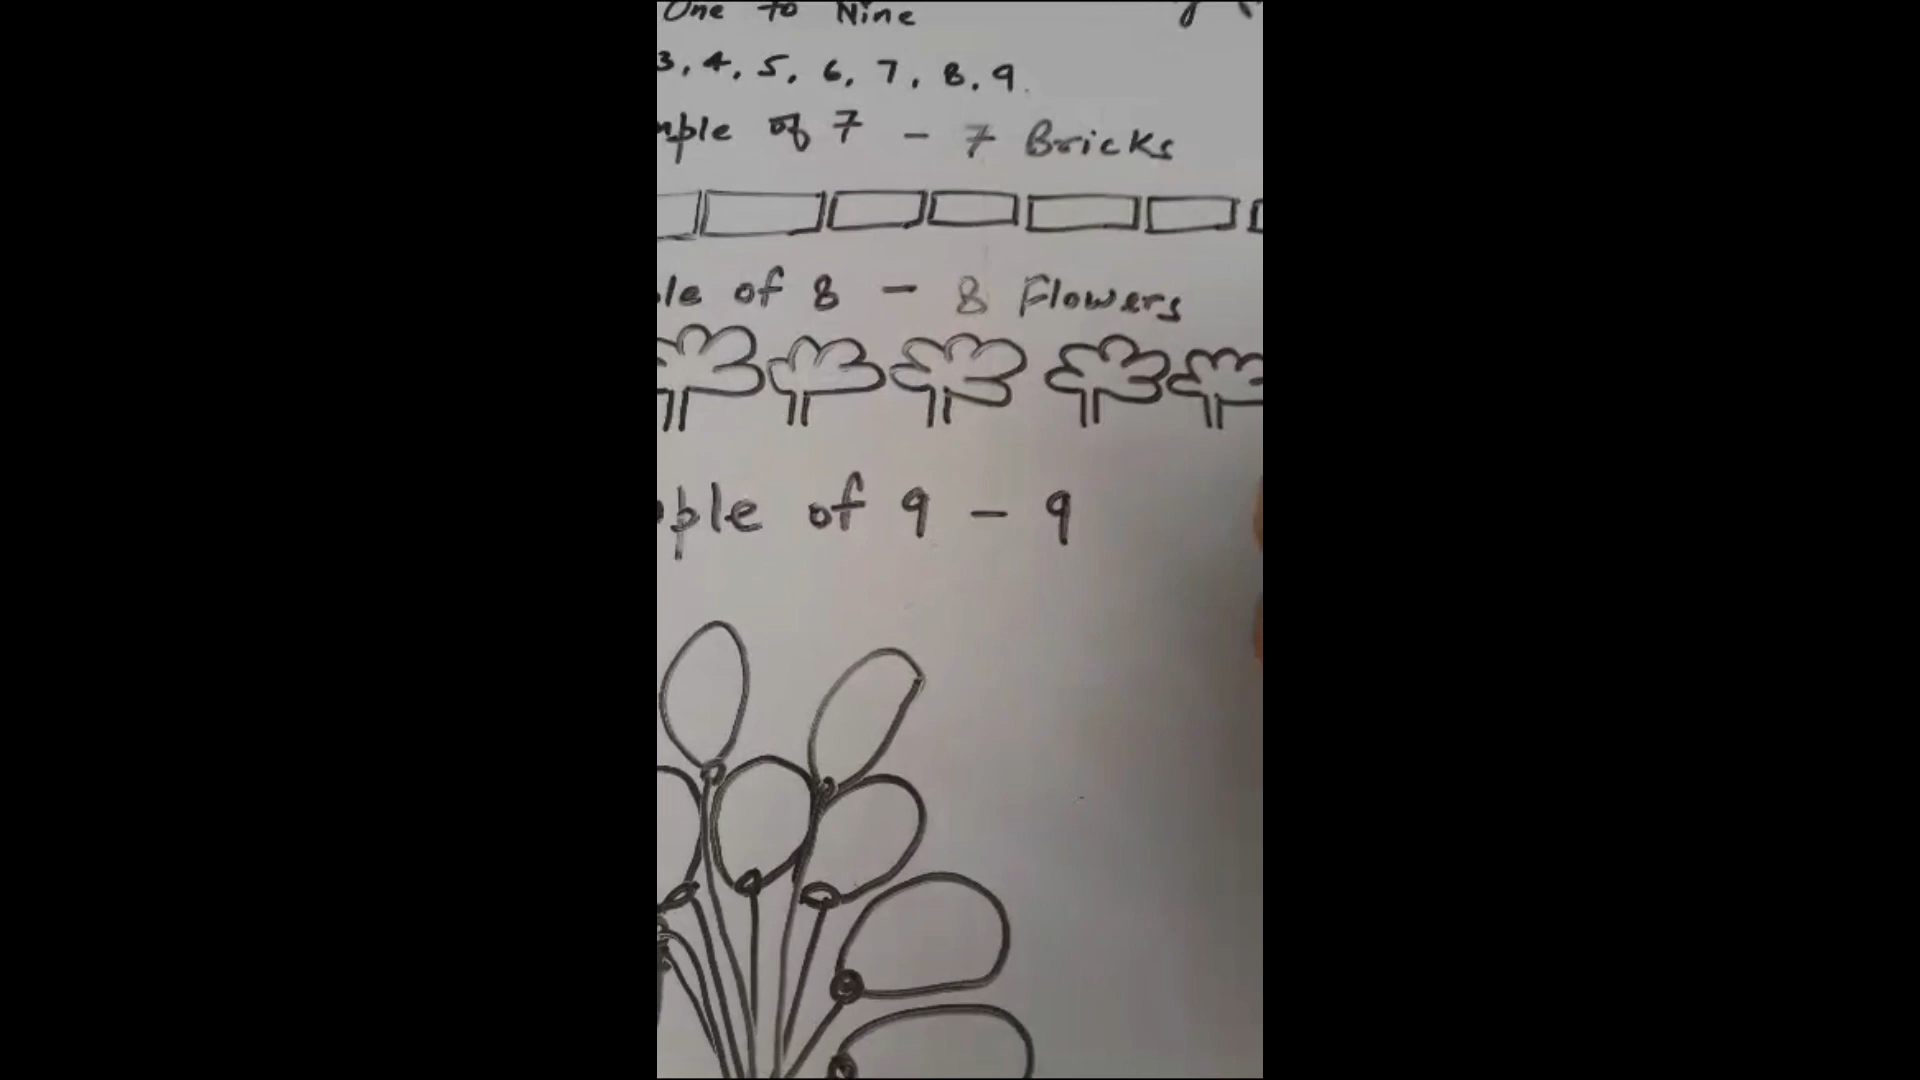 One to Nine
3, 4, 5, 6, 7, 8, 9.
mple of 7 - 7 Bricks
le of 8 - 8 Flowers
ple of 9 - 9